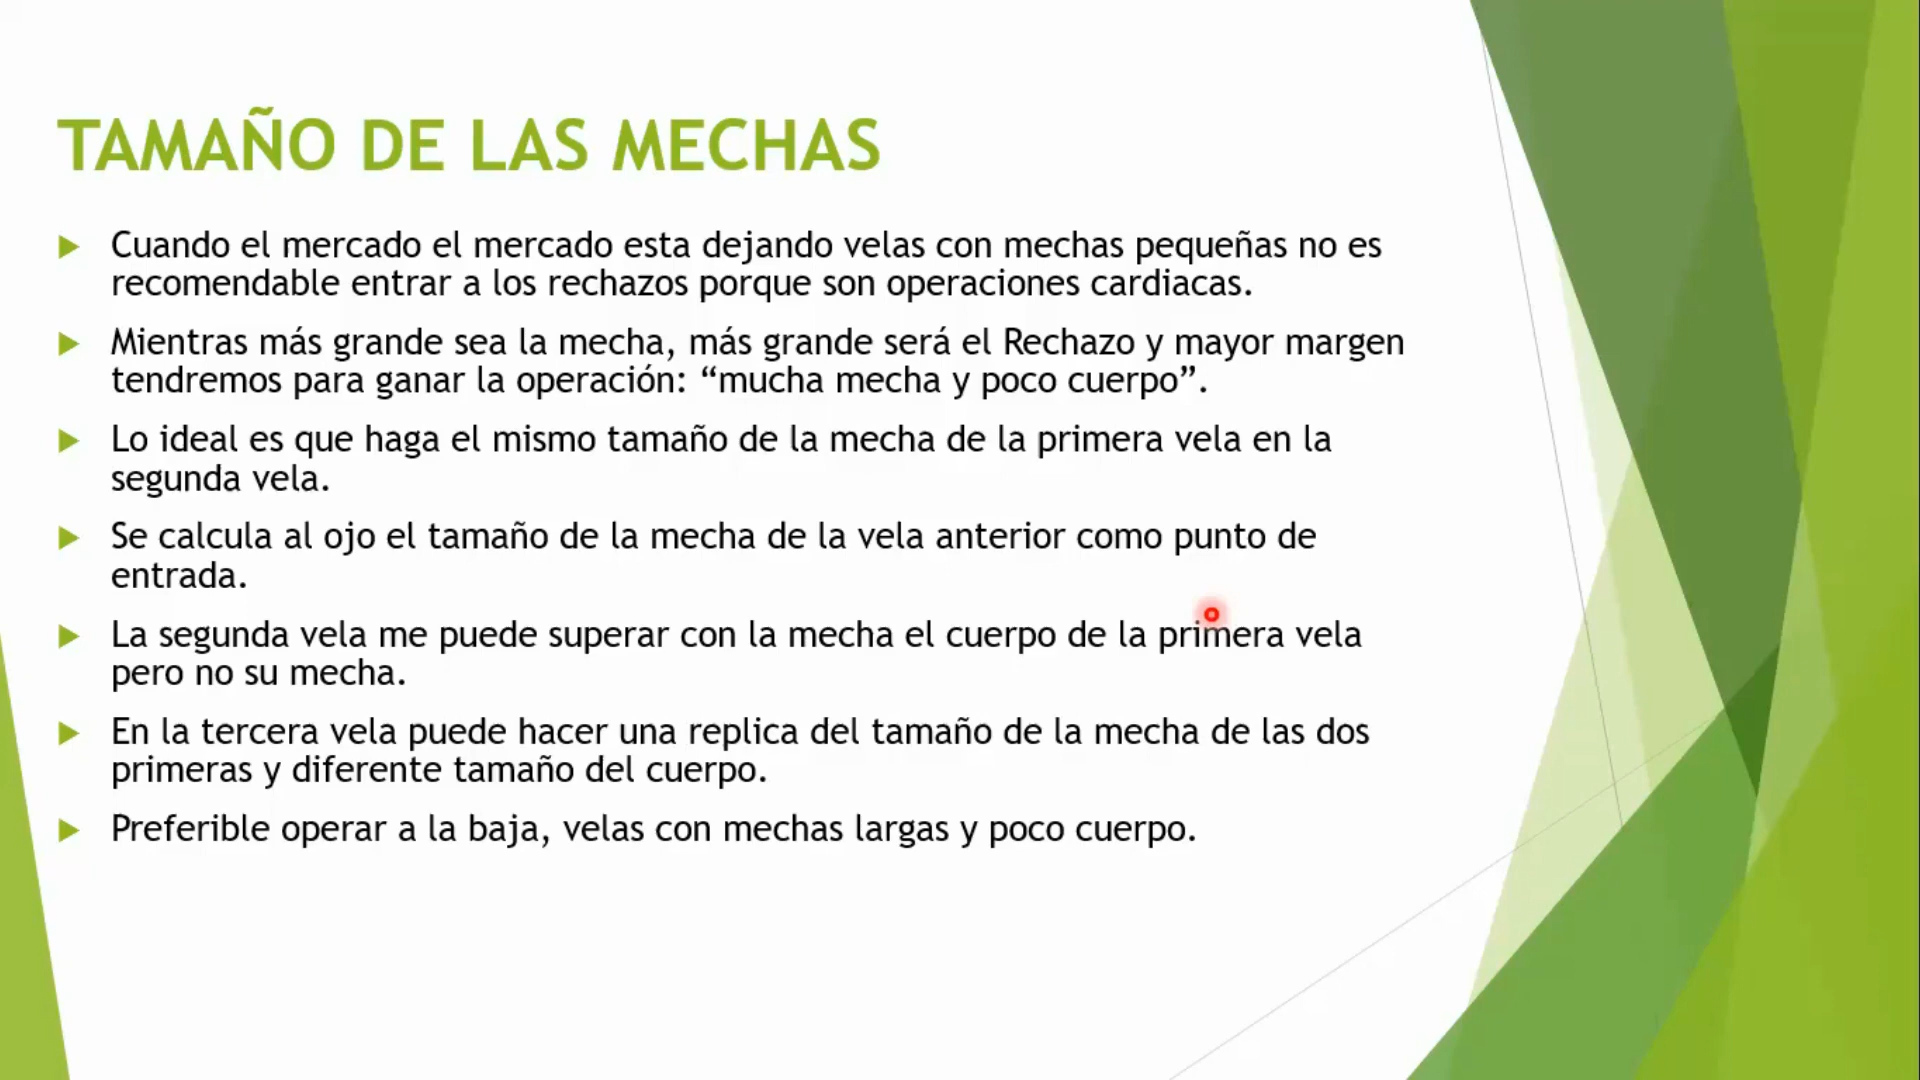 TAMAÑO DE LAS MECHAS
Cuando el mercado el mercado esta dejando velas con mechas pequeñas no es
recomendable entrar a los rechazos porque son operaciones cardiacas.
Mientras más grande sea la mecha, más grande será el Rechazo y mayor margen
tendremos para ganar la operación: “mucha mecha y poco cuerpo”.
Lo ideal es que haga el mismo tamaño de la mecha de la primera vela en la
segunda vela.
Se calcula al ojo el tamaño de la mecha de la vela anterior como punto de
entrada.
La segunda vela me puede superar con la mecha el cuerpo de la primera vela
pero no su mecha.
En la tercera vela puede hacer una replica del tamaño de la mecha de las dos
primeras y diferente tamaño del cuerpo.
Preferible operar a la baja, velas con mechas largas y poco cuerpo.